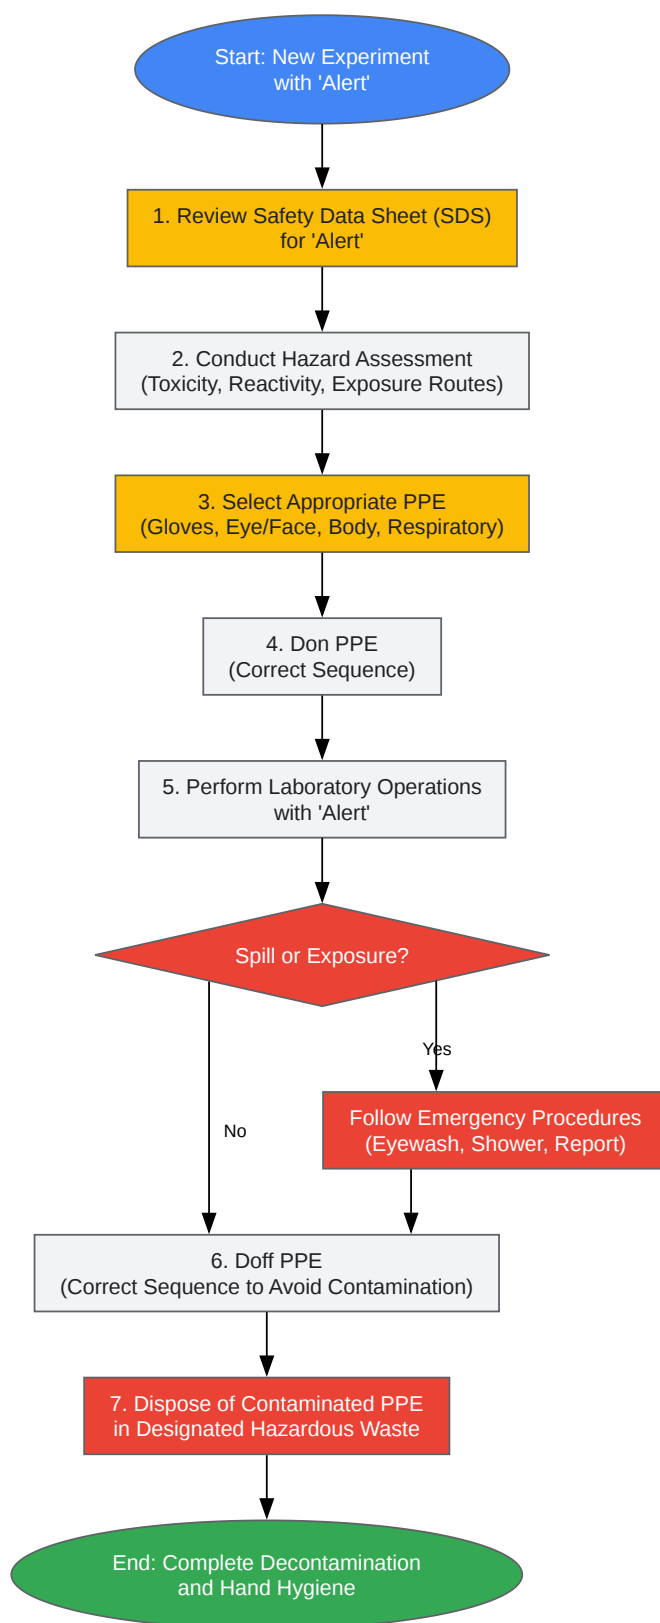 Start: New Experiment
with 'Alert'
1. Review Safety Data Sheet (SDS)
for 'Alert'
2. Conduct Hazard Assessment
(Toxicity, Reactivity, Exposure Routes)
3. Select Appropriate PPE
(Gloves, Eye/Face, Body, Respiratory)
4. Don PPE
(Correct Sequence)
5. Perform Laboratory Operations
with 'Alert'
Spill or Exposure?
Yes
Follow Emergency Procedures
(Eyewash, Shower, Report)
No
6. Doff PPE
(Correct Sequence to Avoid Contamination)
7. Dispose of Contaminated PPE
in Designated Hazardous Waste
End: Complete Decontamination
and Hand Hygiene